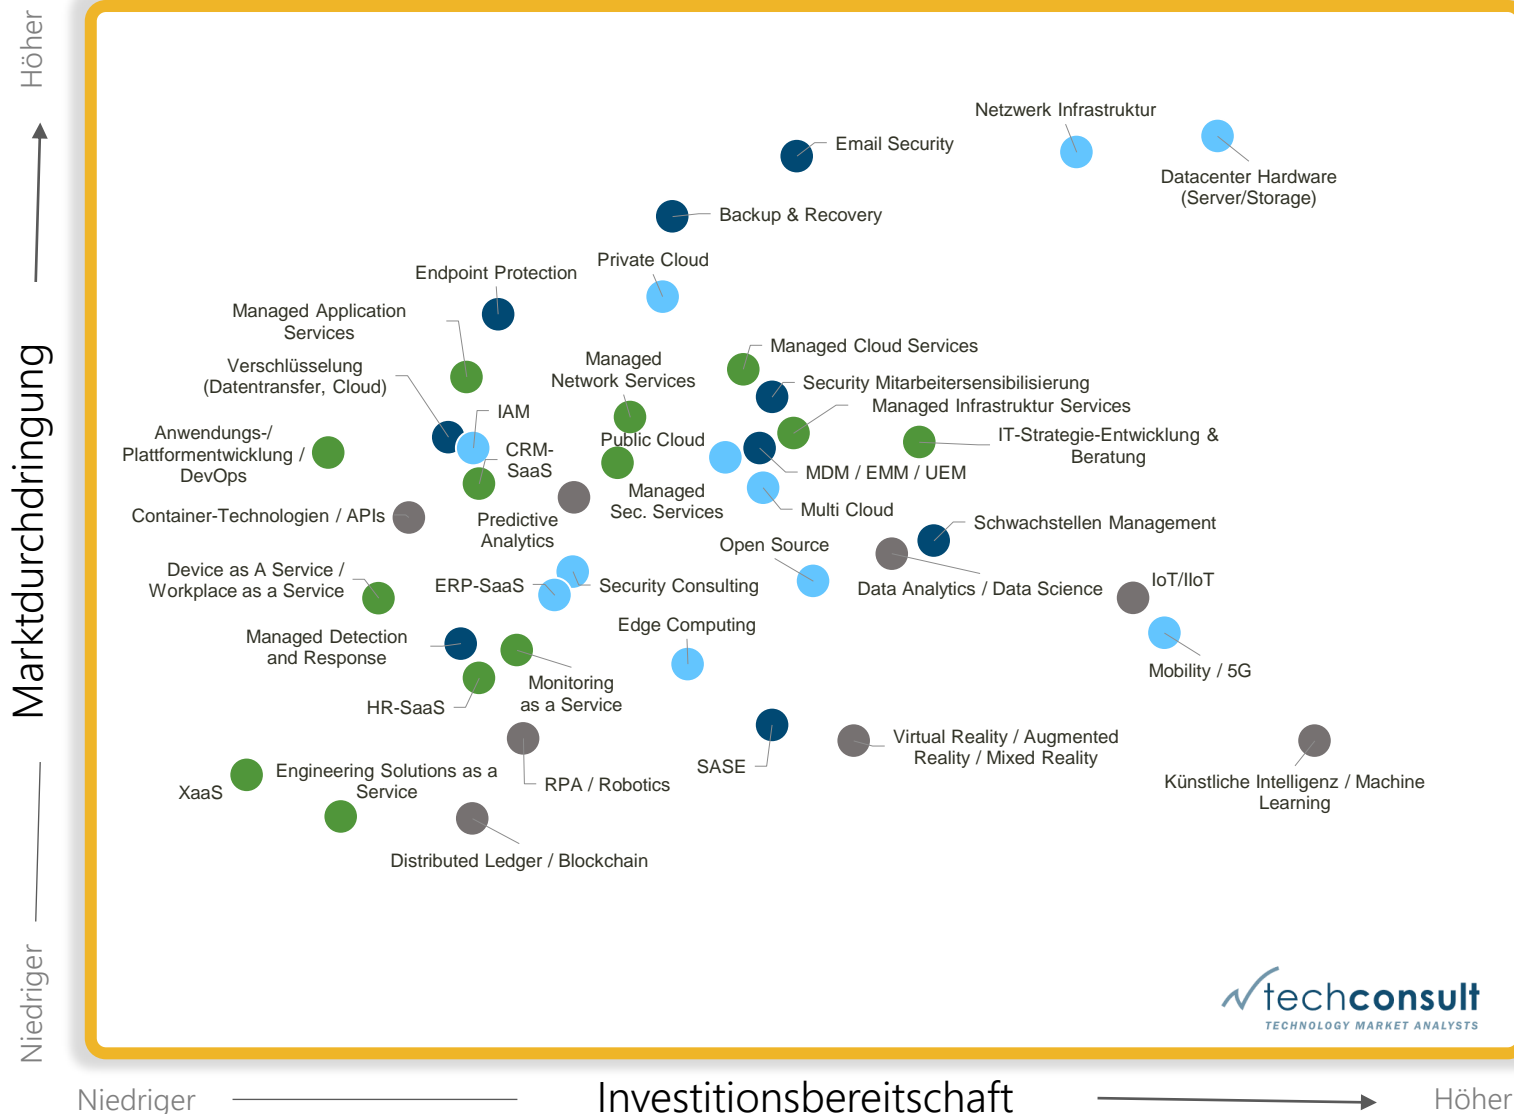 Höher
Netzwerk Infrastruktur
Email Security
Datacenter Hardware
(Server/Storage)
Backup & Recovery
Private Cloud
Endpoint Protection
Managed Application
Services
Managed Cloud Services
Managed
Network Services
Verschlüsselung
(Datentransfer, Cloud)
Security Mitarbeitersensibilisierung
Managed Infrastruktur Services
IAM
Anwendungs-/
Plattformentwicklung /
DevOps
Public Cloud
IT-Strategie-Entwicklung &
Beratung
CRM-
SaaS
MDM / EMM / UEM
Managed
Sec. Services
Multi Cloud
Container-Technologien / APIs
Predictive
Analytics
Schwachstellen Management
Open Source
Device as A Service /
Workplace as a Service
ERP-SaaS
Security Consulting
Data Analytics / Data Science
IoT/IIoT
Edge Computing
Managed Detection
and Response
Mobility / 5G
Monitoring
as a Service
HR-SaaS
Virtual Reality / Augmented
Reality / Mixed Reality
SASE
Engineering Solutions as a
Service
XaaS
RPA / Robotics
Künstliche Intelligenz / Machine
Learning
Distributed Ledger / Blockchain
Marktdurchdringung
Niedriger
techconsult
TECHNOLOGY MARKET ANALYSTS
Niedriger
Investitionsbereitschaft
Höher